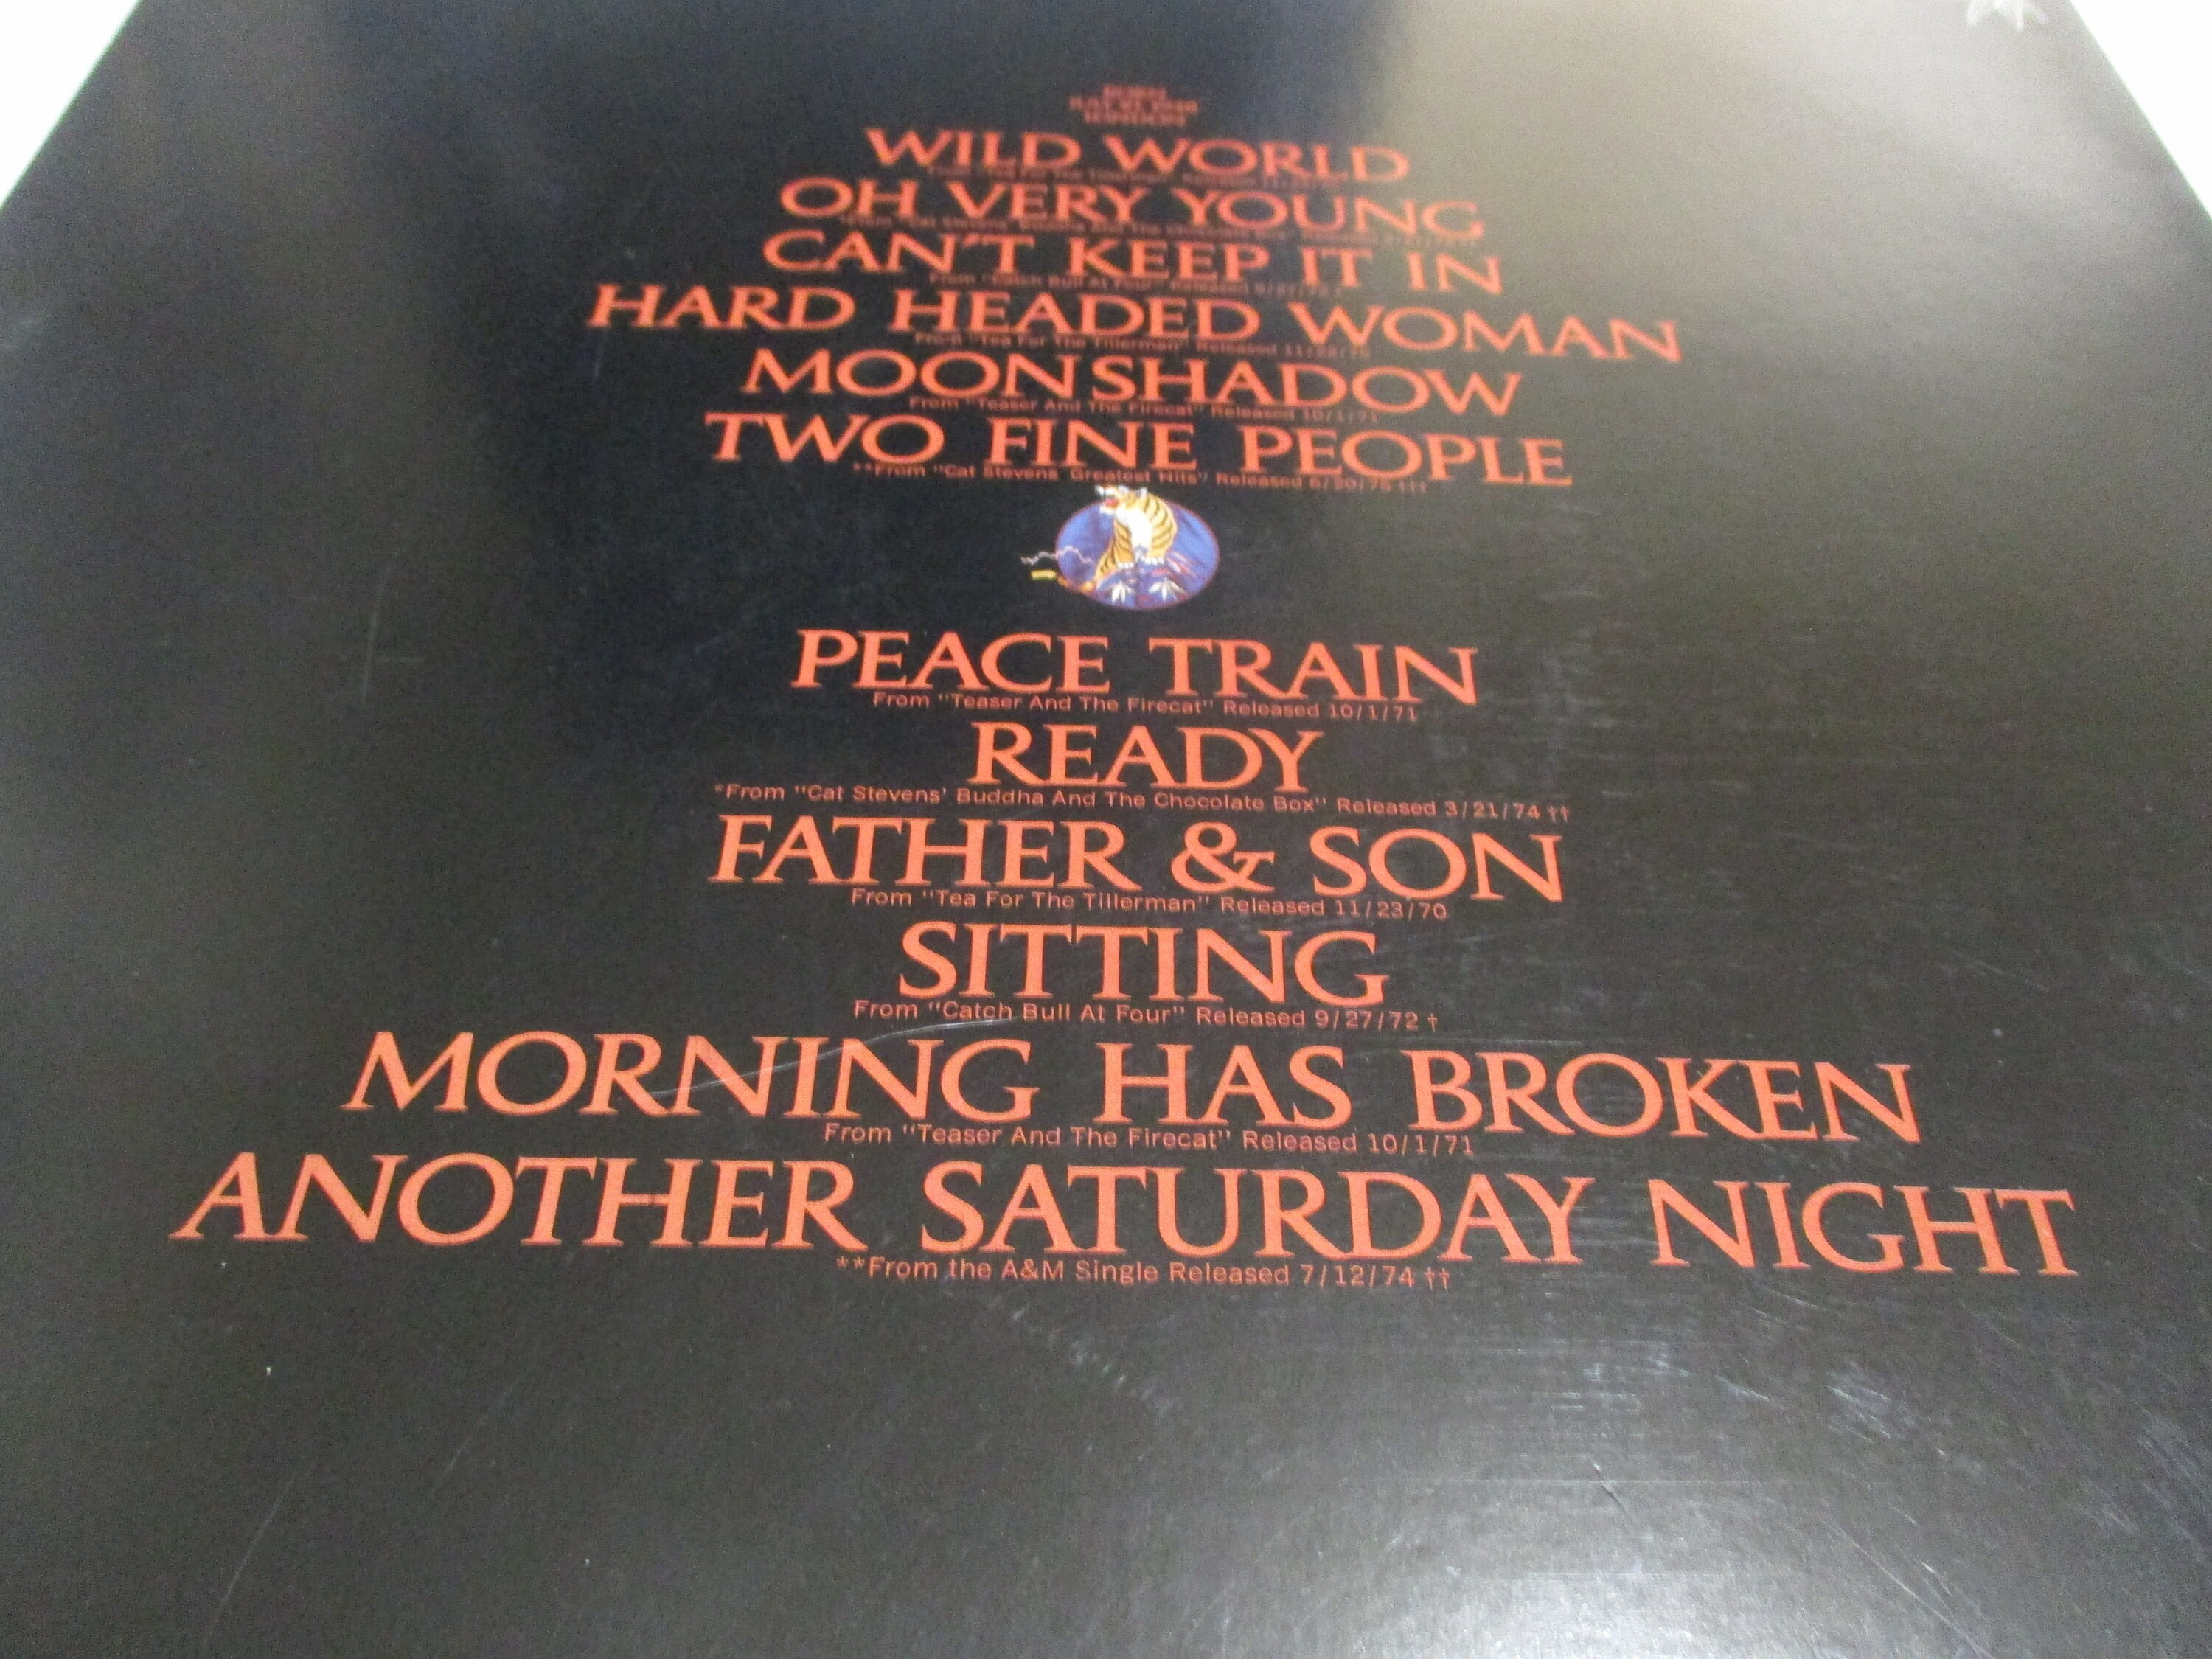 LONDON
WILD WORLD
OH VERY YOUNG
CAN'T KEEP IT IN
From "Catch Bull At Four" Released 9/27/72 †
HARD HEADED WOMAN
From "Tea For The Tillerman" Released 11/23/70
MOONSHADOW
From "Teaser And The Firecat" Released 10/1/71
TWO FINE PEOPLE
**From "Cat Stevens Greatest Hits" Released 6/20/75 †††
PEACE TRAIN
From "Teaser And The Firecat" Released 10/1/71
READY
*From "Cat Stevens' Buddha And The Chocolate Box" Released 3/21/74 ††
FATHER & SON
From "Tea For The Tillerman" Released 11/23/70
SITTING
From "Catch Bull At Four" Released 9/27/72 †
MORNING HAS BROKEN
From "Teaser And The Firecat" Released 10/1/71
ANOTHER SATURDAY NIGHT
**From the A&M Single Released 7/12/74 ††